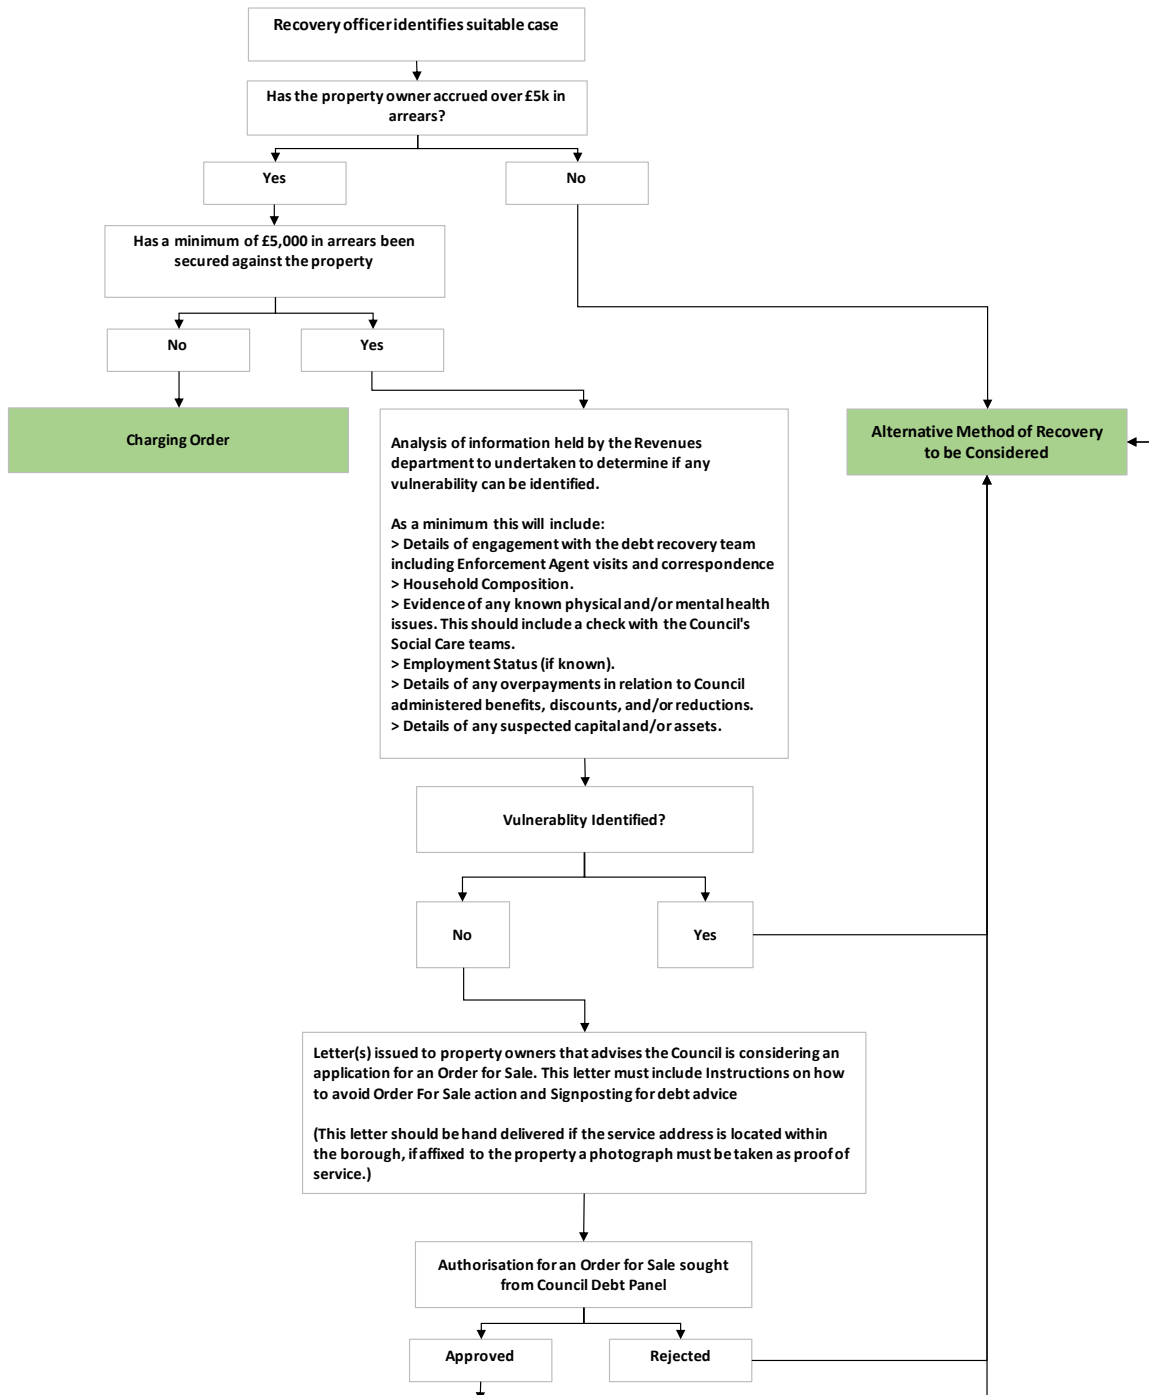 Recovery officer identifies suitable case
Has the property owner accrued over £5k in
arrears?
Yes
No
Has a minimum of £5,000 in arrears been
secured against the property
No
Yes
Charging Order
Analysis of information held by the Revenues
department to undertaken to determine if any
vulnerability can be identified.
As a minimum this will include:
> Details of engagement with the debt recovery team
including Enforcement Agent visits and correspondence
> Household Composition.
> Evidence of any known physical and/or mental health
issues. This should include a check with the Council's
Social Care teams.
> Employment Status (if known).
> Details of any overpayments in relation to Council
administered benefits, discounts, and/or reductions.
> Details of any suspected capital and/or assets.
Alternative Method of Recovery
to be Considered
Vulnerablity Identified?
No
Yes
Letter(s) issued to property owners that advises the Council is considering an
application for an Order for Sale. This letter must include Instructions on how
to avoid Order For Sale action and Signposting for debt advice
(This letter should be hand delivered if the service address is located within
the borough, if affixed to the property a photograph must be taken as proof of
service.)
Authorisation for an Order for Sale sought
from Council Debt Panel
Approved
Rejected